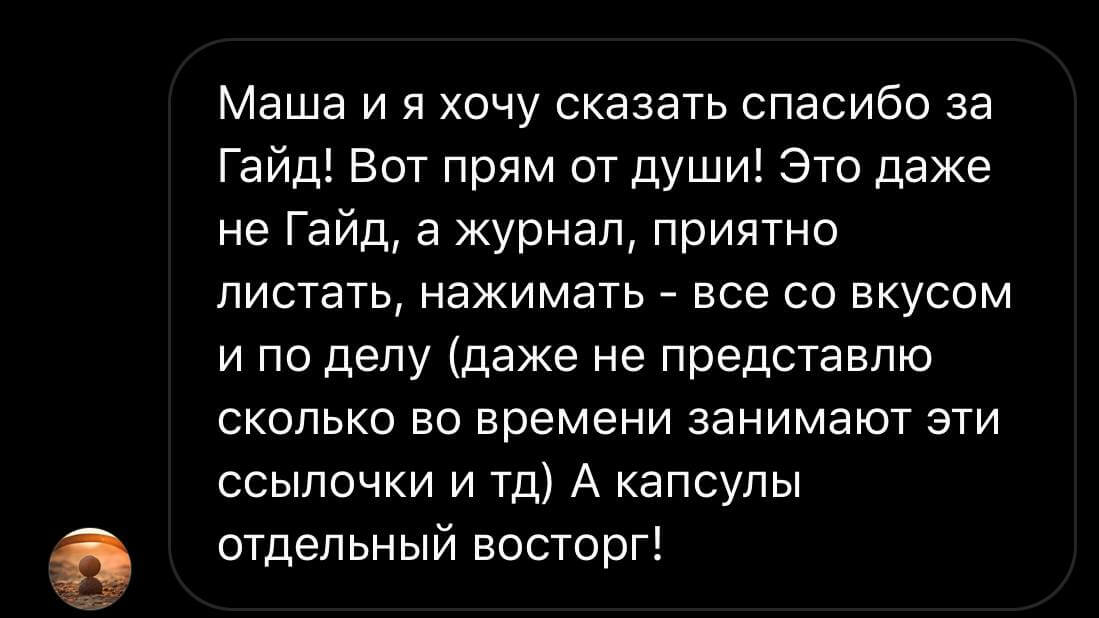 Маша и я хочу сказать спасибо за
Гайд! Вот прям от души! Это даже
не Гайд, а журнал, приятно
листать, нажимать - все со вкусом
и по делу (даже не представлю
сколько во времени занимают эти
ссылочки и тд) А капсулы
отдельный восторг!